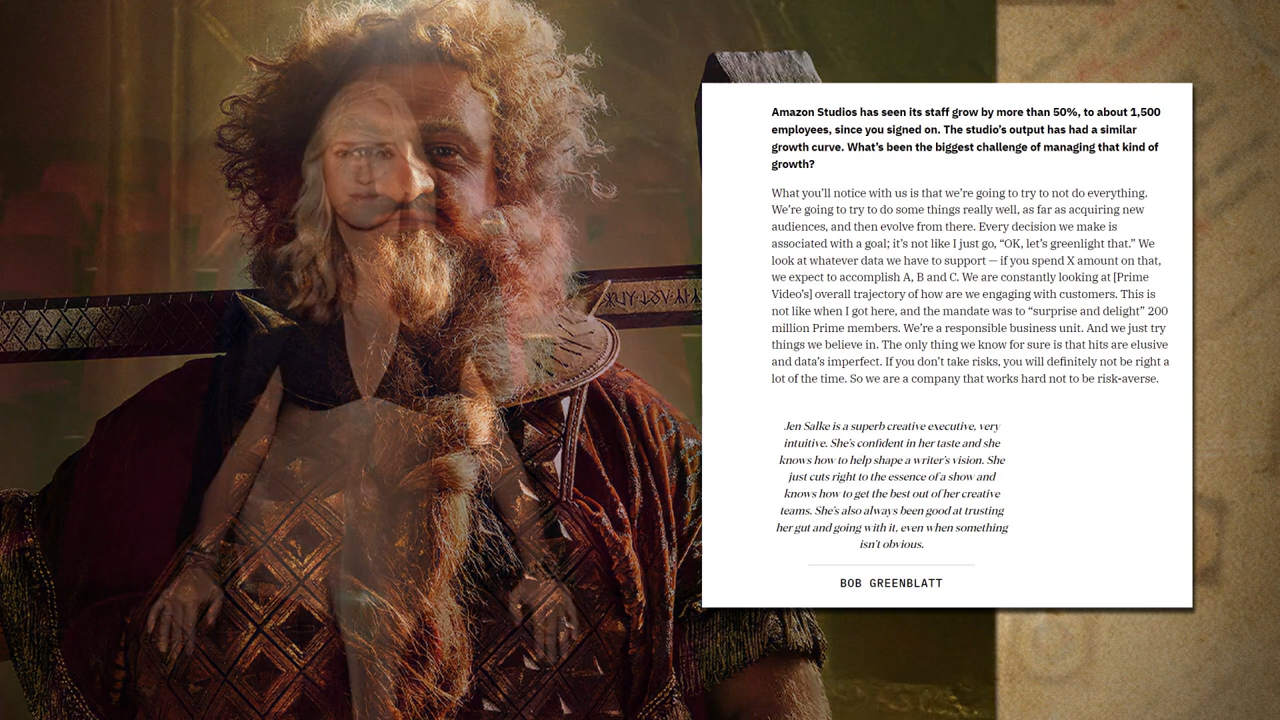 Amazon Studios has seen its staff grow by more than 50%, to about 1,500
employees, since you signed on. The studio's output has had a similar
growth curve. What's been the biggest challenge of managing that kind of
growth?
What you'll notice with us is that we're going to try to not do everything.
We're going to try to do some things really well, as far as acquiring new
audiences, and then evolve from there. Every decision we make is
associated with a goal; it's not like I just go, “OK, let's greenlight that.” We
look at whatever data we have to support — if you spend X amount on that,
we expect to accomplish A, B and C. We are constantly looking at [Prime
Video's] overall trajectory of how are we engaging with customers. This is
not like when I got here, and the mandate was to “surprise and delight” 200
million Prime members. We're a responsible business unit. And we just try
things we believe in. The only thing we know for sure is that hits are elusive
and data's imperfect. If you don't take risks, you will definitely not be right a
lot of the time. So we are a company that works hard not to be risk-averse.
Jen Salke is a superb creative executive, very
intuitive. She's confident in her taste and she
knows how to help shape a writer's vision. She
just cuts right to the essence of a show and
knows how to get the best out of her creative
teams. She's also always been good at trusting
her gut and going with it, even when something
isn't obvious.
BOB GREENBLATT